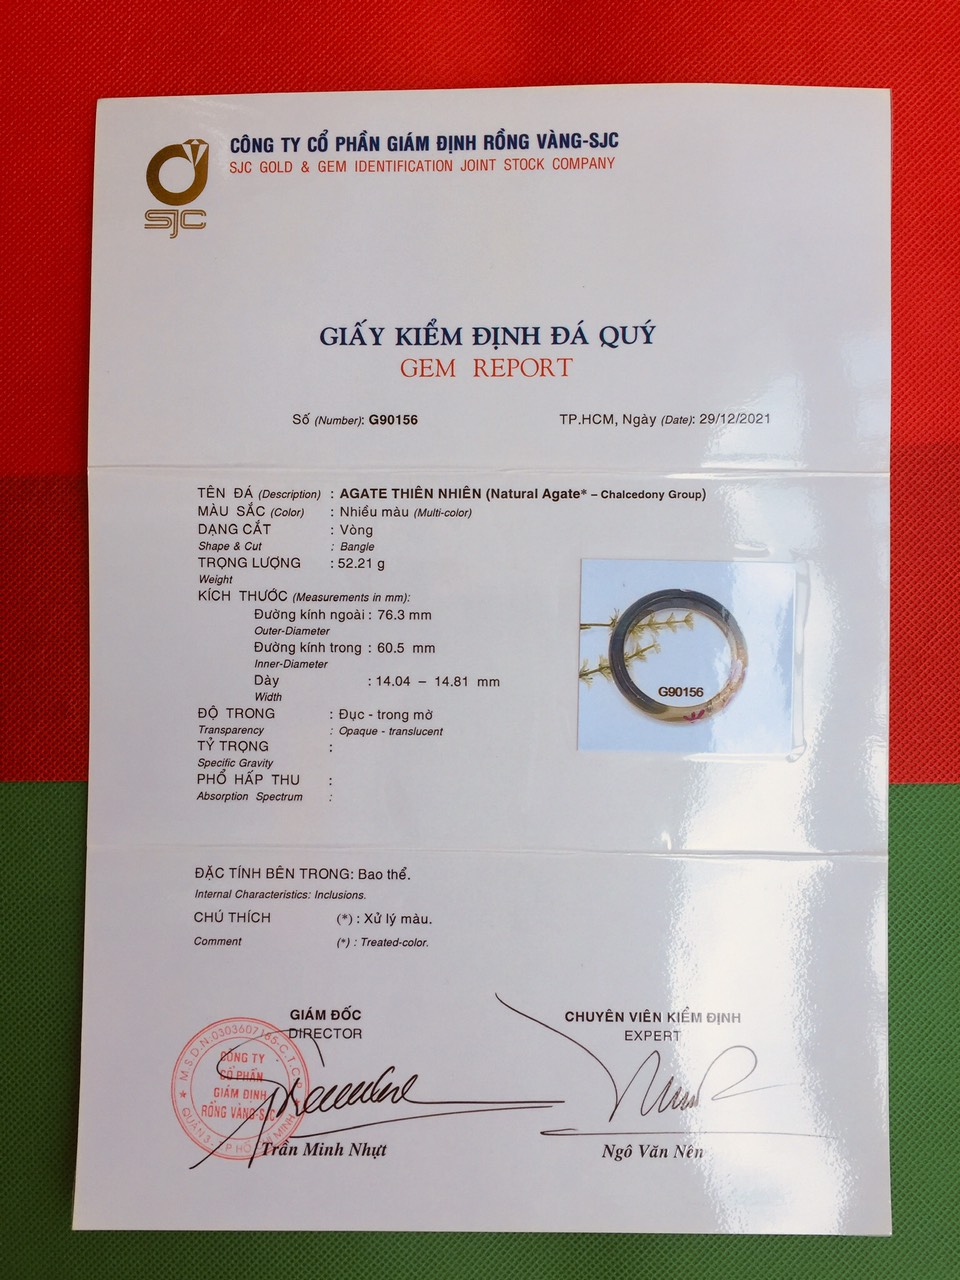 CÔNG TY CỔ PHẦN GIÁM ĐỊNH RỒNG VÀNG-SJC
SJC GOLD & GEM IDENTIFICATION JOINT STOCK COMPANY
SJC
GIẤY KIỂM ĐỊNH ĐÁ QUÝ
GEM REPORT
Số (Number): G90156 TP.HCM, Ngày (Date): 29/12/2021
TÊN ĐÁ (Description) : AGATE THIÊN NHIÊN (Natural Agate* – Chalcedony Group)
MÀU SẮC (Color) : Nhiều màu (Multi-color)
DẠNG CẮT : Vòng
Shape & Cut : Bangle
TRỌNG LƯỢNG : 52.21 g
Weight
KÍCH THƯỚC (Measurements in mm):
Đường kính ngoài : 76.3 mm
Outer-Diameter
Đường kính trong : 60.5 mm
Inner-Diameter
Dày : 14.04 – 14.81 mm
Width
ĐỘ TRONG : Đục - trong mờ
Transparency : Opaque - translucent
TỶ TRỌNG :
Specific Gravity
PHỔ HẤP THU :
Absorption Spectrum :
G90156
ĐẶC TÍNH BÊN TRONG: Bao thể.
Internal Characteristics: Inclusions.
CHÚ THÍCH (*) : Xử lý màu.
Comment (*) : Treated-color.
GIÁM ĐỐC
DIRECTOR
CHUYÊN VIÊN KIỂM ĐỊNH
EXPERT
CÔNG TY
CỔ PHẦN
GIÁM ĐỊNH
RỒNG VÀNG-SJC
Trần Minh Nhựt
Ngô Văn Nên